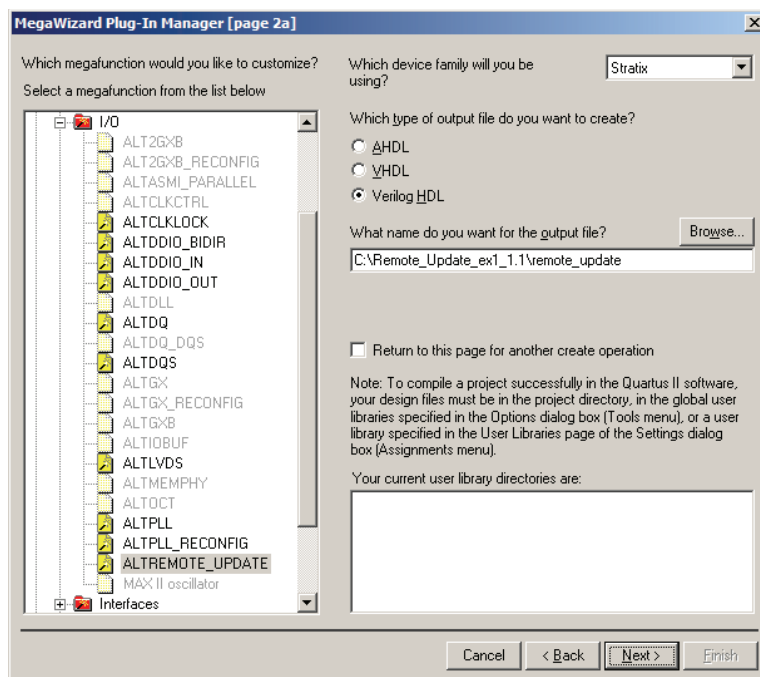 MegaWizard Plug-In Manager [page 2a]
Which megafunction would you like to customize?
Select a megafunction from the list below
I/O
ALT2GXB
ALT2GXB_RECONFIG
ALTASMI_PARALLEL
ALTCLKCTRL
ALTCLKLOCK
ALTDDIO_BIDIR
ALTDDIO_IN
ALTDDIO_OUT
ALTDLL
ALTDQ
ALTDQ_DQS
ALTDQS
ALTGX
ALTGX_RECONFIG
ALTGXB
ALTIOBUF
ALTLVDS
ALTMEMPHY
ALTOCT
ALTPLL
ALTPLL_RECONFIG
ALTREMOTE_UPDATE
MAX II oscillator
Interfaces
Which device family will you be
using?
Stratix
Which type of output file do you want to create?
AHDL
VHDL
Verilog HDL
What name do you want for the output file?
Browse...
C:\Remote_Update_ex1_1.1\remote_update
Return to this page for another create operation
Note: To compile a project successfully in the Quartus II software,
your design files must be in the project directory, in the global user
libraries specified in the Options dialog box (Tools menu), or a user
library specified in the User Libraries page of the Settings dialog
box (Assignments menu).
Your current user library directories are:
Cancel
< Back
Next >
Finish